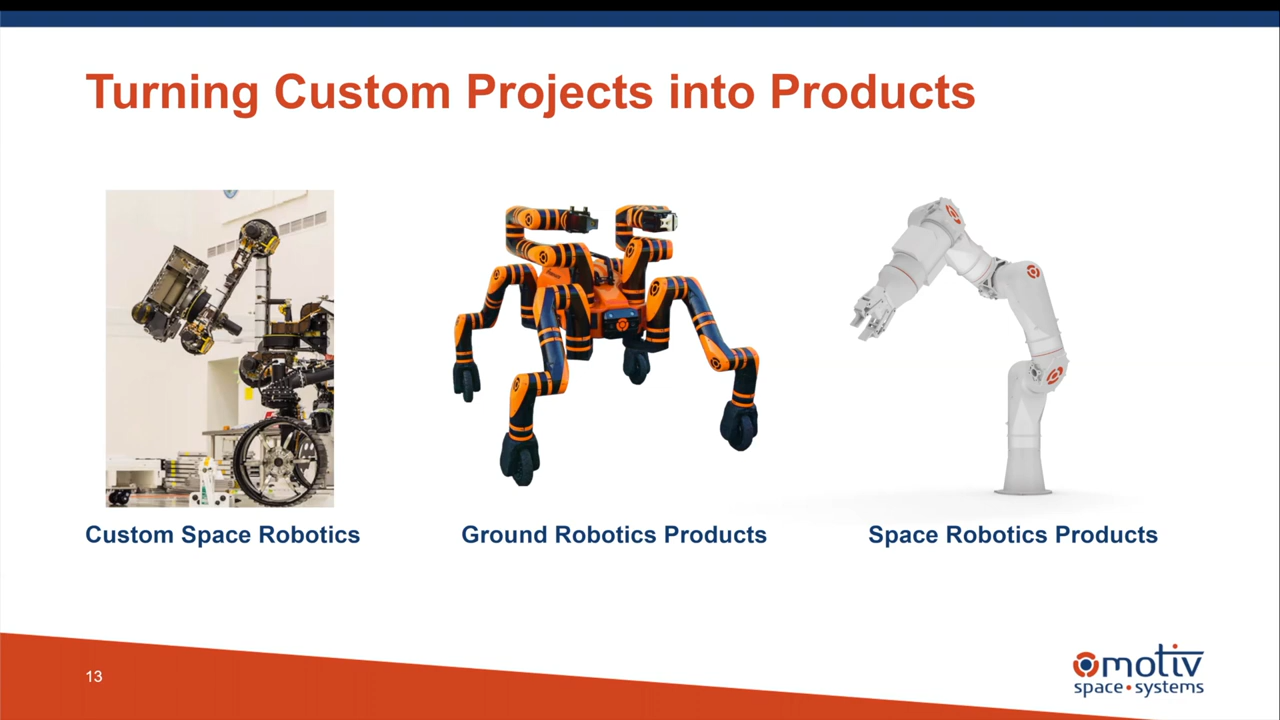 Turning Custom Projects into Products
Custom Space Robotics
Ground Robotics Products
Space Robotics Products
13
motiv
space•systems